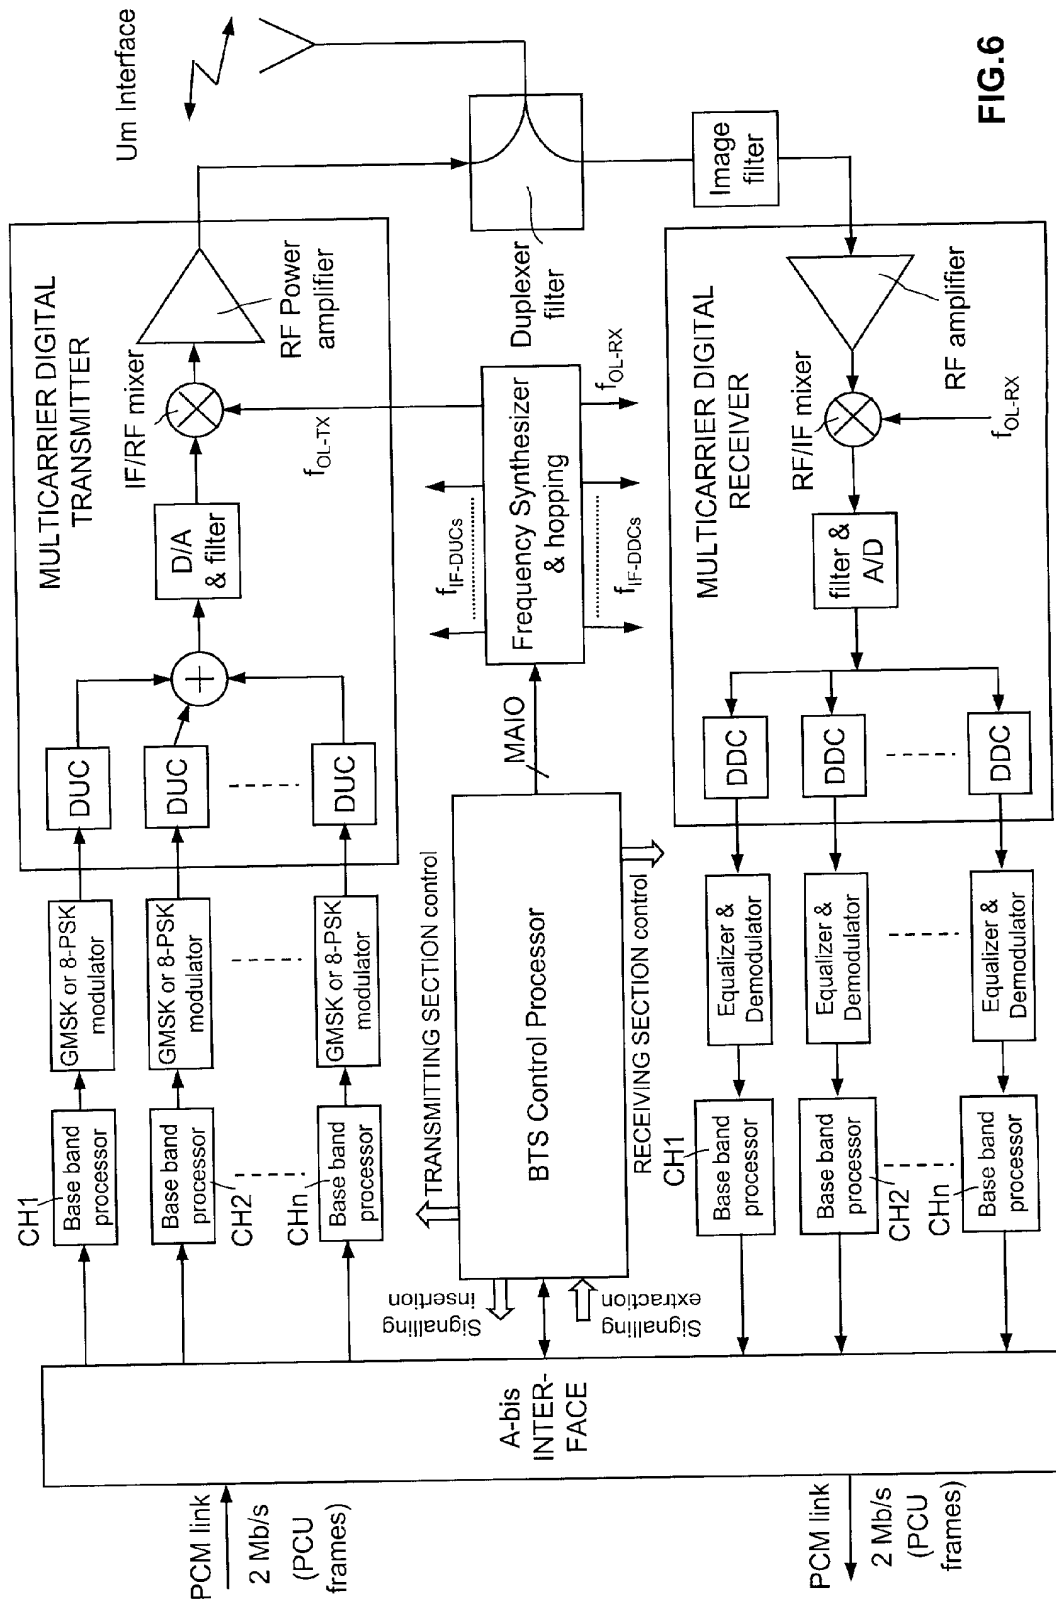 Um Interface
MULTICARRIER DIGITAL
TRANSMITTER
IF/RF mixer
RF Power
amplifier
D/A
& filter
+
DUC
DUC
DUC
GMSK or 8-PSK
modulator
GMSK or 8-PSK
modulator
GMSK or 8-PSK
modulator
CH1
Base band
processor
Base band
processor
CH2
CHn
Base band
processor
PCM link
2 Mb/s
(PCU
frames)
A-bis
INTER-
FACE
Signalling
insertion
Signalling
extraction
TRANSMITTING SECTION control
BTS Control Processor
RECEIVING SECTION control
MAIO
Frequency Synthesizer
& hopping
fIF-DUCs
fIF-DDCs
fOL-TX
fOL-RX
Duplexer
filter
Image
filter
MULTICARRIER DIGITAL
RECEIVER
RF/IF mixer
RF amplifier
fOL-RX
filter &
A/D
DDC
DDC
DDC
Equalizer &
Demodulator
Equalizer &
Demodulator
Equalizer &
Demodulator
CH1
Base band
processor
Base band
processor
CH2
CHn
Base band
processor
PCM link
2 Mb/s
(PCU
frames)
FIG.6